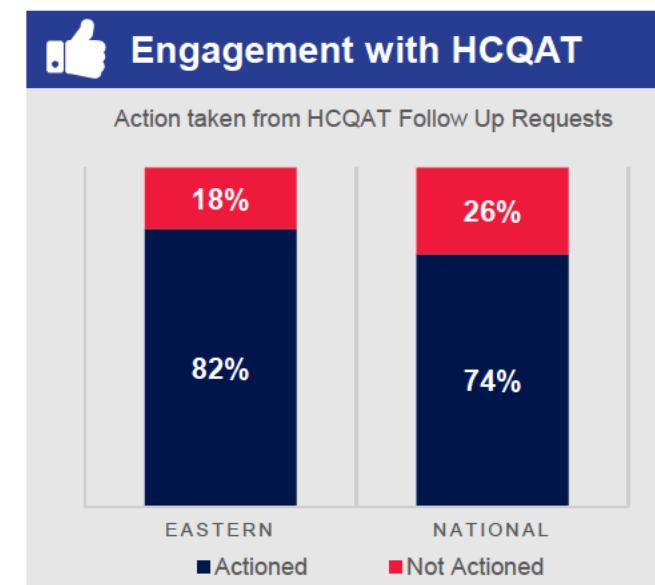 Engagement with HCQAT
Action taken from HCQAT Follow Up Requests
18%
26%
82%
74%
EASTERN
NATIONAL
Actioned
Not Actioned